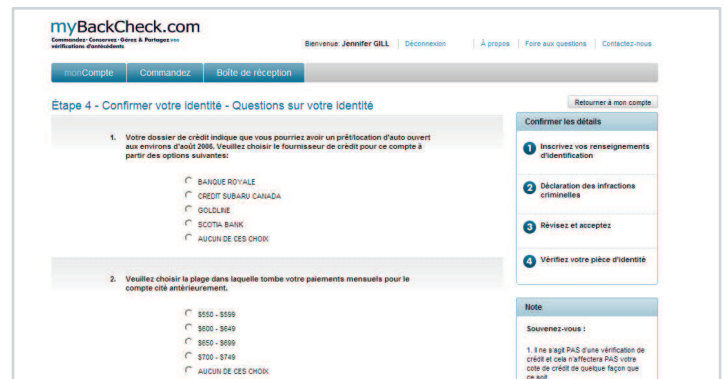 myBackCheck.com
Commandez · Conservez · Gérez & Partagez vos
vérifications d'antécédents
Bienvenue: Jennifer GILL | Déconnexion | À propos | Foire aux questions | Contactez-nous
monCompte Commandez Boîte de réception
Étape 4 - Confirmer votre identité - Questions sur votre identité
Retourner à mon compte
1. Votre dossier de crédit indique que vous pourriez avoir un prêt/location d'auto ouvert
aux environs d'août 2006. Veuillez choisir le fournisseur de crédit pour ce compte à
partir des options suivantes:
BANQUE ROYALE
CREDIT SUBARU CANADA
GOLDLINE
SCOTIA BANK
AUCUN DE CES CHOIX
2. Veuillez choisir la plage dans laquelle tombe votre paiements mensuels pour le
compte cité antérieurement.
$550 - $599
$600 - $649
$650 - $699
$700 - $749
AUCUN DE CES CHOIX
Confirmer les détails
1 Inscrivez vos renseignements
d'identification
2 Déclaration des infractions
criminelles
3 Révisez et acceptez
4 Vérifiez votre pièce d'identité
Note
Souvenez-vous :
1. Il ne s'agit PAS d'une vérification de
crédit et cela n'affectera PAS votre
cote de crédit de quelque façon que
ce soit.